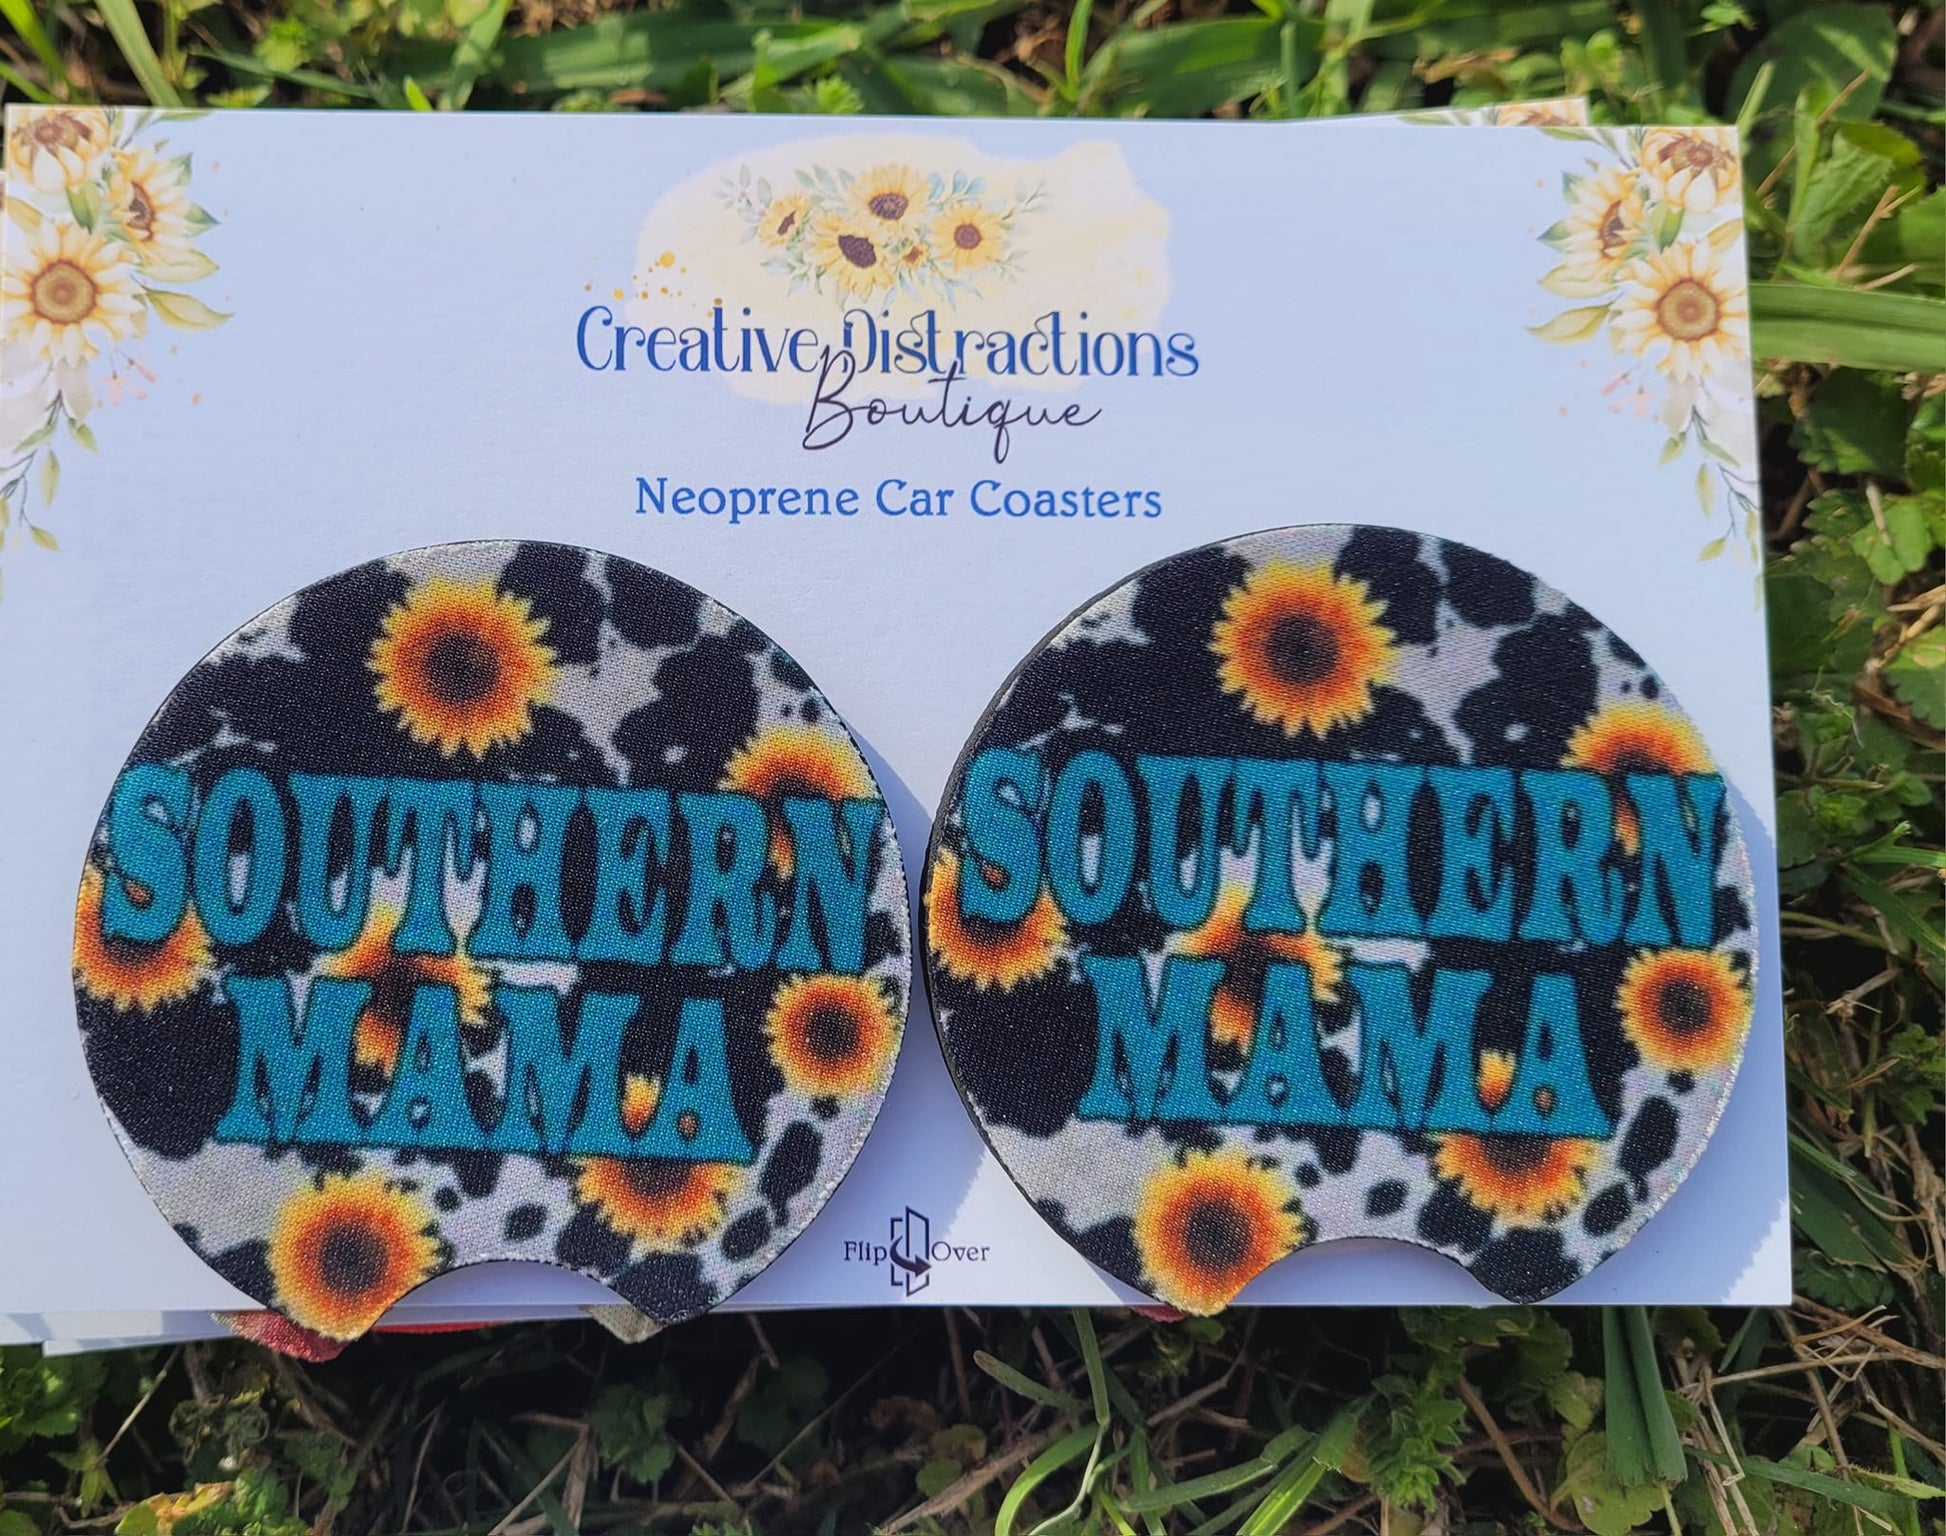 Creative Distractions
Boutique
Neoprene Car Coasters
SOUTHERN
MAMA
SOUTHERN
MAMA
Flip Over